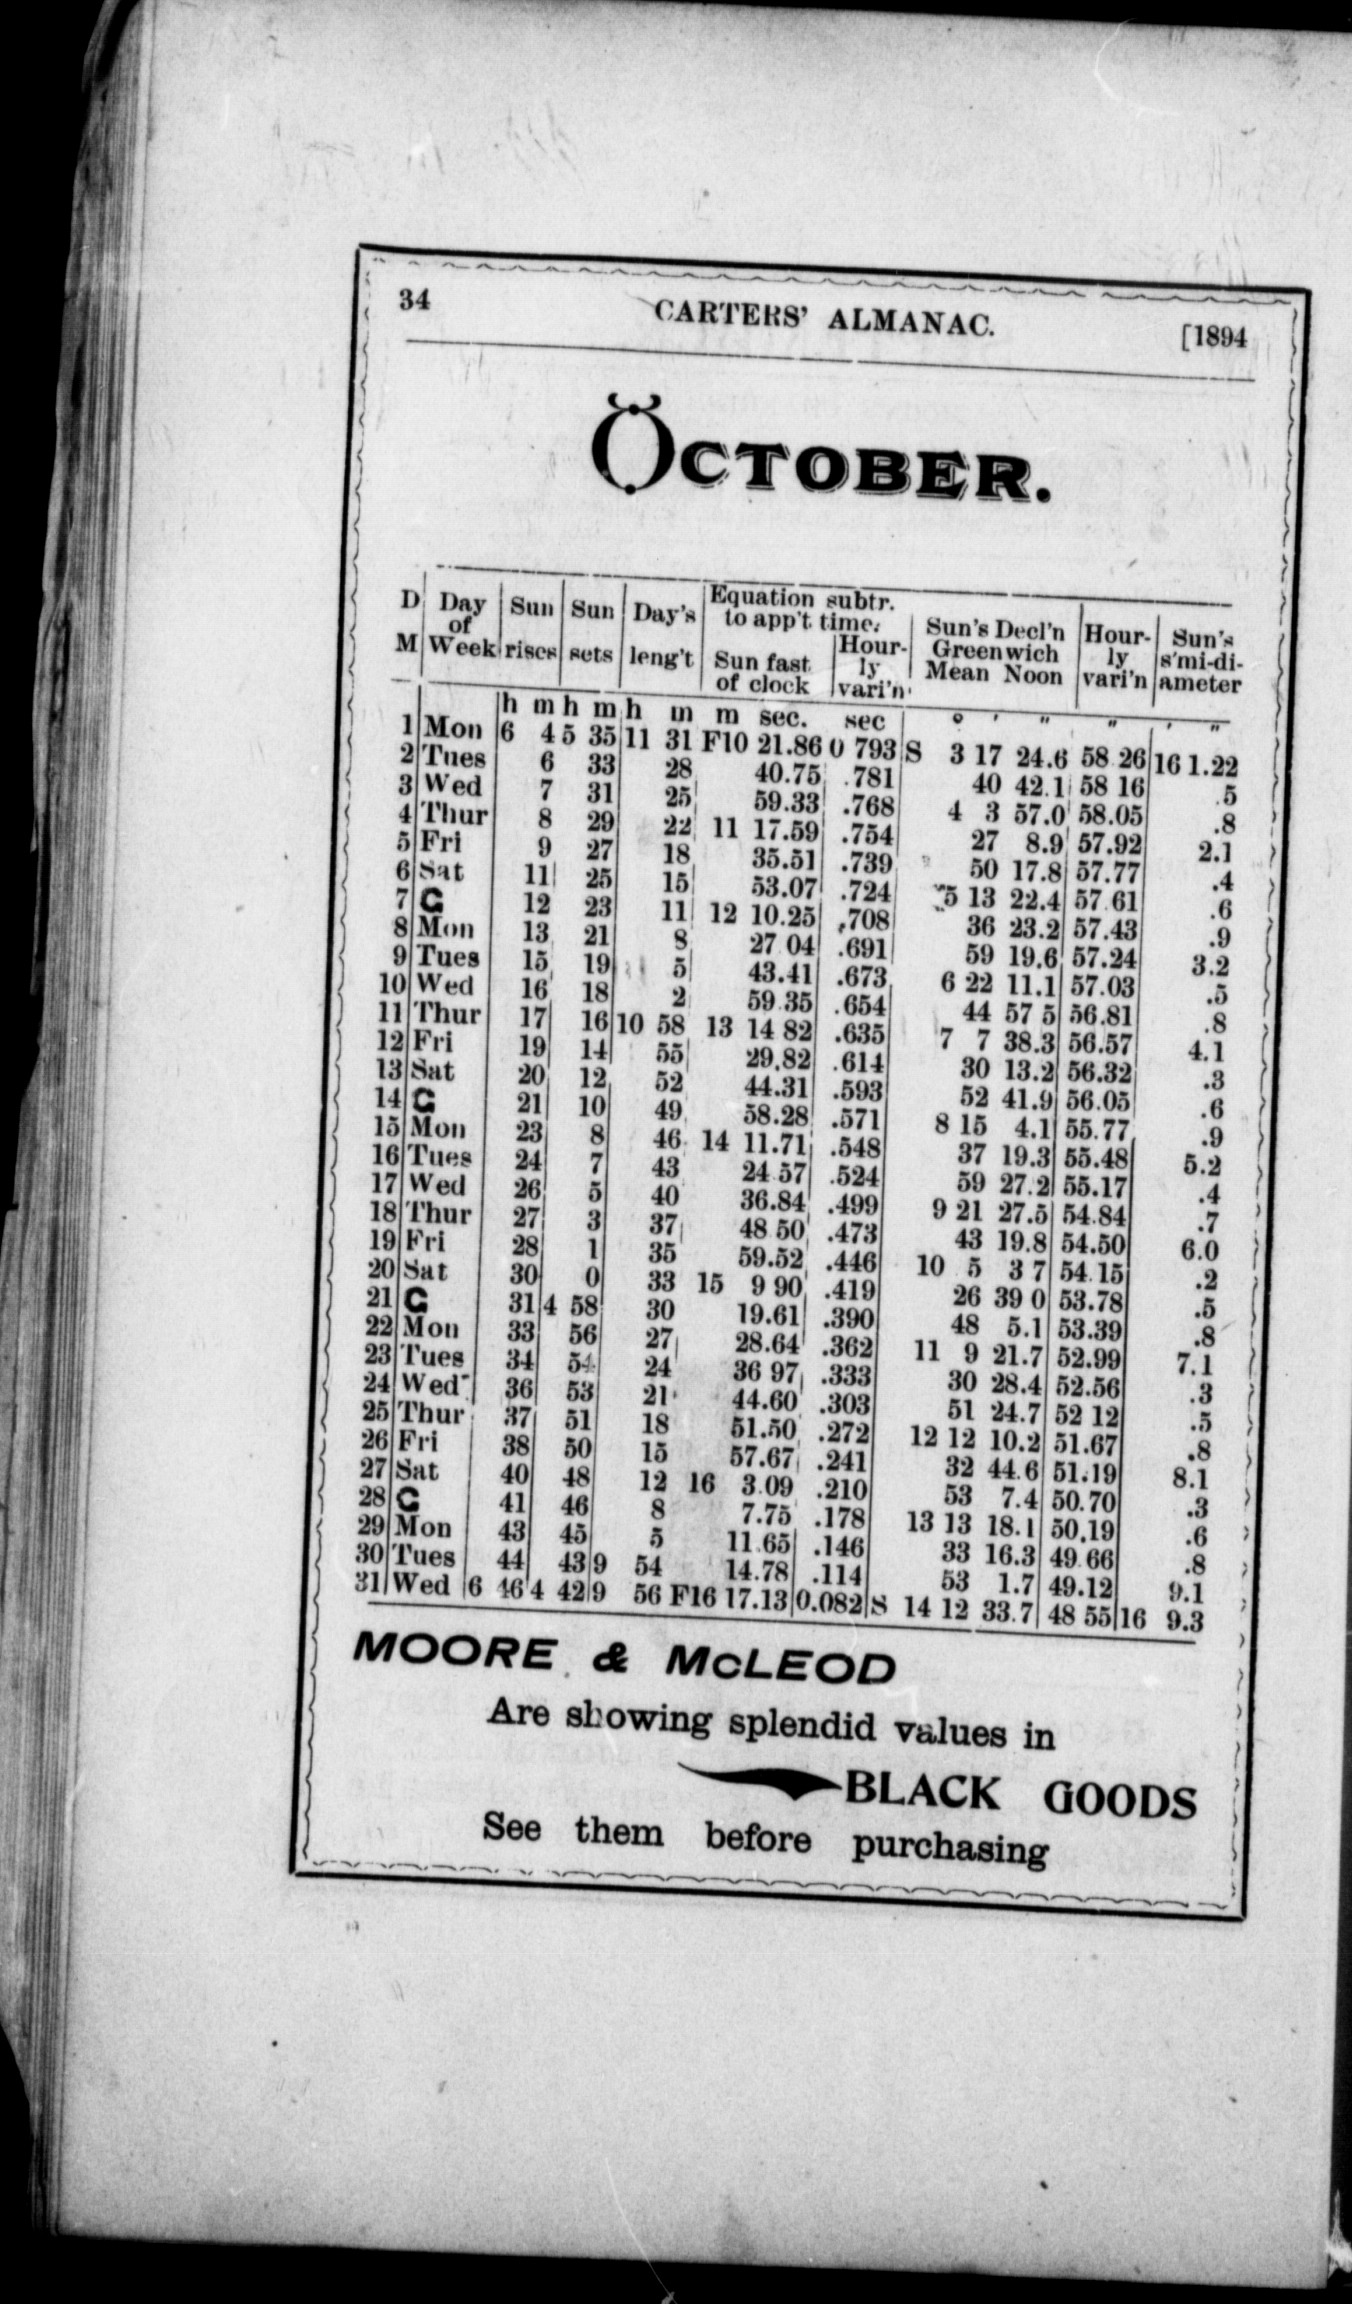 34 CARTERS' ALMANAC. [1894
OCTOBER.
D M Day of Week Sun rises Sun sets Day's leng't Equation subtr. to app't time. Sun fast of clock Hour-ly vari'n Sun's Decl'n Greenwich Mean Noon Hour-ly vari'n Sun's s'mi-di-ameter
h m h m h m m sec. sec ° ' " " ' "
1 Mon 6 4 5 35 11 31 F10 21.86 0 793 S 3 17 24.6 58 26 16 1.22
2 Tues 6 33 28 40.75 .781 40 42.1 58 16 .5
3 Wed 7 31 25 59.33 .768 4 3 57.0 58.05 .8
4 Thur 8 29 22 11 17.59 .754 27 8.9 57.92 2.1
5 Fri 9 27 18 35.51 .739 50 17.8 57.77 .4
6 Sat 11 25 15 53.07 .724 5 13 22.4 57 61 .6
7 G 12 23 11 12 10.25 ,708 36 23.2 57.43 .9
8 Mon 13 21 8 27 04 .691 59 19.6 57.24 3.2
9 Tues 15 19 5 43.41 .673 6 22 11.1 57.03 .5
10 Wed 16 18 2 59 35 .654 44 57 5 56.81 .8
11 Thur 17 16 10 58 13 14 82 .635 7 7 38.3 56.57 4.1
12 Fri 19 14 55 29.82 .614 30 13.2 56.32 .3
13 Sat 20 12 52 44.31 .593 52 41.9 56.05 .6
14 G 21 10 49 58.28 .571 8 15 4.1 55.77 .9
15 Mon 23 8 46 14 11.71 .548 37 19.3 55.48 5.2
16 Tues 24 7 43 24 57 .524 59 27.2 55.17 .4
17 Wed 26 5 40 36.84 .499 9 21 27.5 54.84 .7
18 Thur 27 3 37 48 50 .473 43 19.8 54.50 6.0
19 Fri 28 1 35 59.52 .446 10 5 3 7 54 15 .2
20 Sat 30 0 33 15 9 90 .419 26 39 0 53.78 .5
21 G 31 4 58 30 19.61 .390 48 5.1 53.39 .8
22 Mon 33 56 27 28.64 .362 11 9 21.7 52.99 7.1
23 Tues 34 54 24 36 97 .333 30 28.4 52.56 .3
24 Wed 36 53 21 44.60 .303 51 24.7 52 12 .5
25 Thur 37 51 18 51.50 .272 12 12 10.2 51.67 .8
26 Fri 38 50 15 57.67 .241 32 44.6 51.19 8.1
27 Sat 40 48 12 16 3.09 .210 53 7.4 50.70 .3
28 G 41 46 8 7.75 .178 13 13 18.1 50.19 .6
29 Mon 43 45 5 11.65 .146 33 16.3 49.66 .8
30 Tues 44 43 9 54 14.78 .114 53 1.7 49.12 9.1
31 Wed 6 46 4 42 9 56 F16 17.13 0.082 S 14 12 33.7 48 55 16 9.3
MOORE & McLEOD
Are showing splendid values in
BLACK GOODS
See them before purchasing